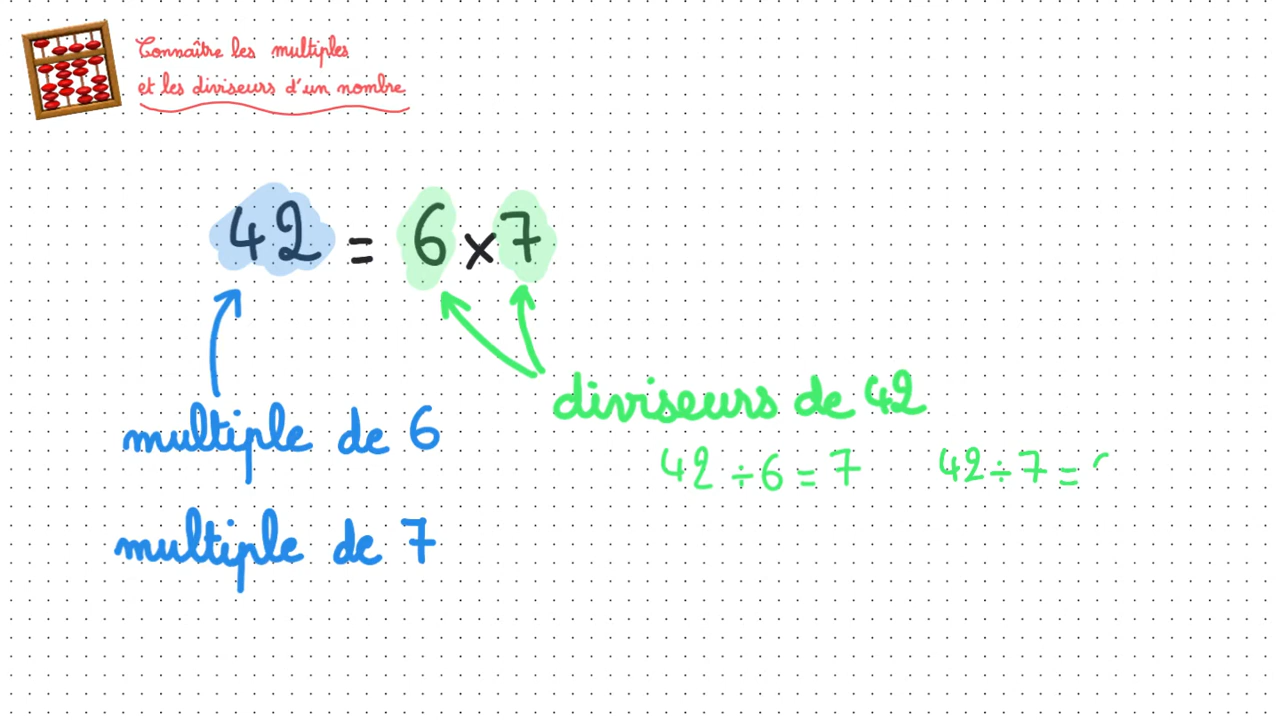 Connaître les multiples
et les diviseurs d'un nombre
42 = 6 × 7
diviseurs de 42
multiple de 6
42 ÷ 6 = 7 42 ÷ 7 =
multiple de 7